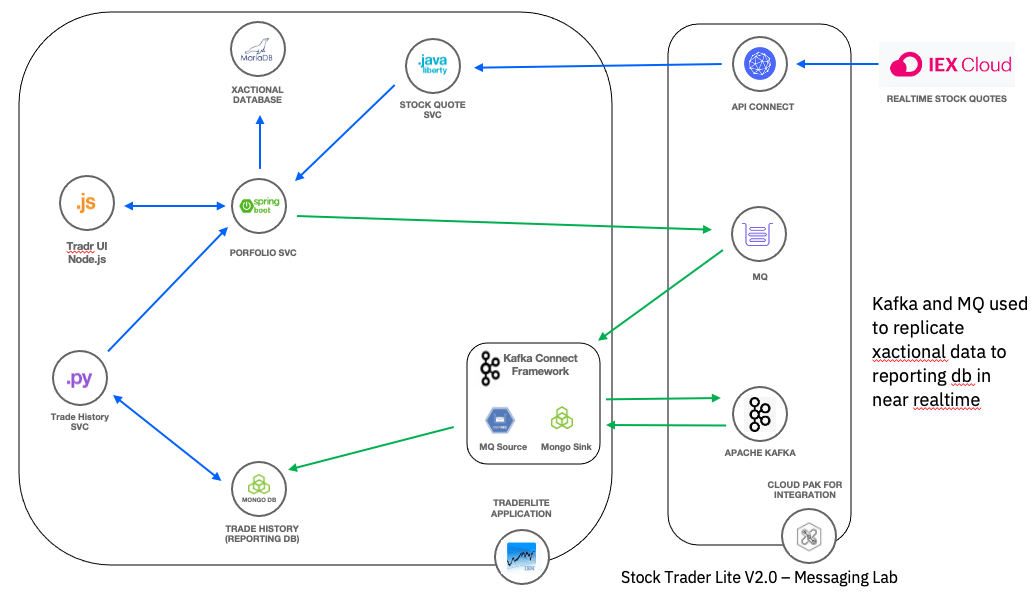 MariaDB
XACTIONAL
DATABASE
.java
liberty
STOCK QUOTE
SVC
API CONNECT
IEX Cloud
REALTIME STOCK QUOTES
.js
Tradr UI
Node.js
spring
boot
PORFOLIO SVC
MQ
Kafka and MQ used
to replicate
xactional data to
reporting db in
near realtime
Kafka Connect
Framework
MQ Source
Mongo Sink
.py
Trade History
SVC
APACHE KAFKA
MONGO DB
TRADE HISTORY
(REPORTING DB)
TRADERLITE
APPLICATION
IBM
CLOUD PAK FOR
INTEGRATION
Stock Trader Lite V2.0 – Messaging Lab